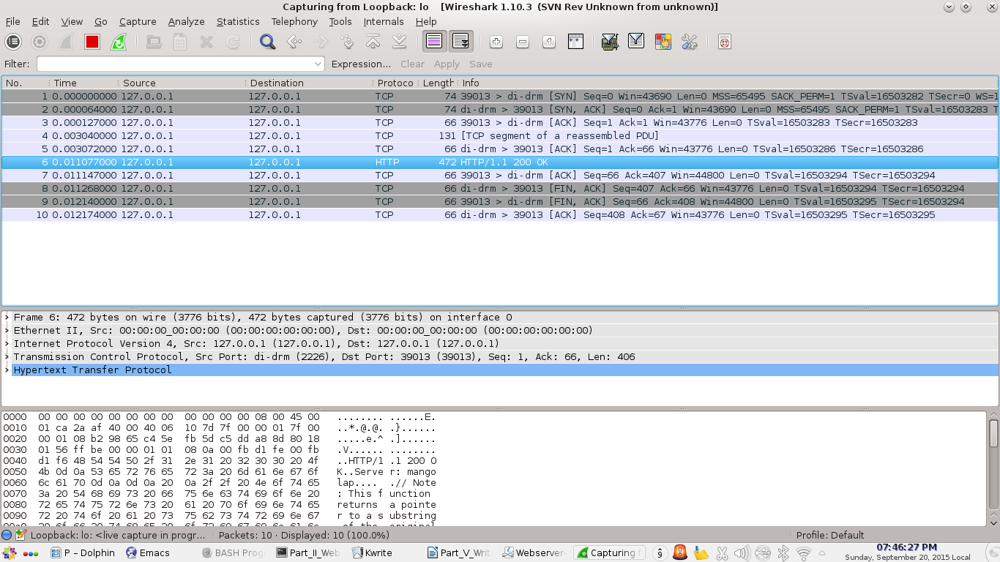 Capturing from Loopback: lo [Wireshark 1.10.3 (SVN Rev Unknown from unknown)]
File Edit View Go Capture Analyze Statistics Telephony Tools Internals Help
Filter: Expression... Clear Apply Save
No. Time Source Destination Protoco Length Info
1 0.000000000 127.0.0.1 127.0.0.1 TCP 74 39013 > di-drm [SYN] Seq=0 Win=43690 Len=0 MSS=65495 SACK_PERM=1 TSval=16503282 TSecr=0 WS=1
2 0.000064000 127.0.0.1 127.0.0.1 TCP 74 di-drm > 39013 [SYN, ACK] Seq=0 Ack=1 Win=43690 Len=0 MSS=65495 SACK_PERM=1 TSval=16503283 T
3 0.000127000 127.0.0.1 127.0.0.1 TCP 66 39013 > di-drm [ACK] Seq=1 Ack=1 Win=43776 Len=0 TSval=16503283 TSecr=16503283
4 0.003040000 127.0.0.1 127.0.0.1 TCP 131 [TCP segment of a reassembled PDU]
5 0.003072000 127.0.0.1 127.0.0.1 TCP 66 di-drm > 39013 [ACK] Seq=1 Ack=66 Win=43776 Len=0 TSval=16503286 TSecr=16503286
6 0.011077000 127.0.0.1 127.0.0.1 HTTP 472 HTTP/1.1 200 OK
7 0.011147000 127.0.0.1 127.0.0.1 TCP 66 39013 > di-drm [ACK] Seq=66 Ack=407 Win=44800 Len=0 TSval=16503294 TSecr=16503294
8 0.011268000 127.0.0.1 127.0.0.1 TCP 66 di-drm > 39013 [FIN, ACK] Seq=407 Ack=66 Win=43776 Len=0 TSval=16503294 TSecr=16503294
9 0.012140000 127.0.0.1 127.0.0.1 TCP 66 39013 > di-drm [FIN, ACK] Seq=66 Ack=408 Win=44800 Len=0 TSval=16503295 TSecr=16503294
10 0.012174000 127.0.0.1 127.0.0.1 TCP 66 di-drm > 39013 [ACK] Seq=408 Ack=67 Win=43776 Len=0 TSval=16503295 TSecr=16503295
Frame 6: 472 bytes on wire (3776 bits), 472 bytes captured (3776 bits) on interface 0
Ethernet II, Src: 00:00:00_00:00:00 (00:00:00:00:00:00), Dst: 00:00:00_00:00:00 (00:00:00:00:00:00)
Internet Protocol Version 4, Src: 127.0.0.1 (127.0.0.1), Dst: 127.0.0.1 (127.0.0.1)
Transmission Control Protocol, Src Port: di-drm (2226), Dst Port: 39013 (39013), Seq: 1, Ack: 66, Len: 406
Hypertext Transfer Protocol
0000 00 00 00 00 00 00 00 00 00 00 00 00 08 00 45 00 ........ ......E.
0010 01 ca 2a af 40 00 40 06 10 7d 7f 00 00 01 7f 00 ..*.@.@. .}......
0020 00 01 08 b2 98 65 c4 5e fb 5d c5 dd a8 8d 80 18 .....e.^ .]......
0030 01 56 ff be 00 00 01 01 08 0a 00 fb d1 fe 00 fb .V...... ........
0040 d1 f6 48 54 54 50 2f 31 2e 31 20 32 30 30 20 4f ..HTTP/1 .1 200 O
0050 4b 0d 0a 53 65 72 76 65 72 3a 20 6d 61 6e 67 6f K..Serve r: mango
0060 6c 61 70 0d 0a 0d 0a 20 0a 2f 2f 20 4e 6f 74 65 lap.... .// Note
0070 3a 20 54 68 69 73 20 66 75 6e 63 74 69 6f 6e 20 : This f unction
0080 72 65 74 75 72 6e 73 20 61 20 70 6f 69 6e 74 65 returns a pointe
0090 72 20 74 6f 20 61 20 73 75 62 73 74 72 69 6e 67 r to a s ubstring
Loopback: lo: <live capture in progr... Packets: 10 · Displayed: 10 (100.0%) Profile: Default
P – Dolphin Emacs BASH Prog Part_II_Web Kwrite Part_V_Writ Webserver Capturing f 07:46:27 PM
Sunday, September 20, 2015 Local